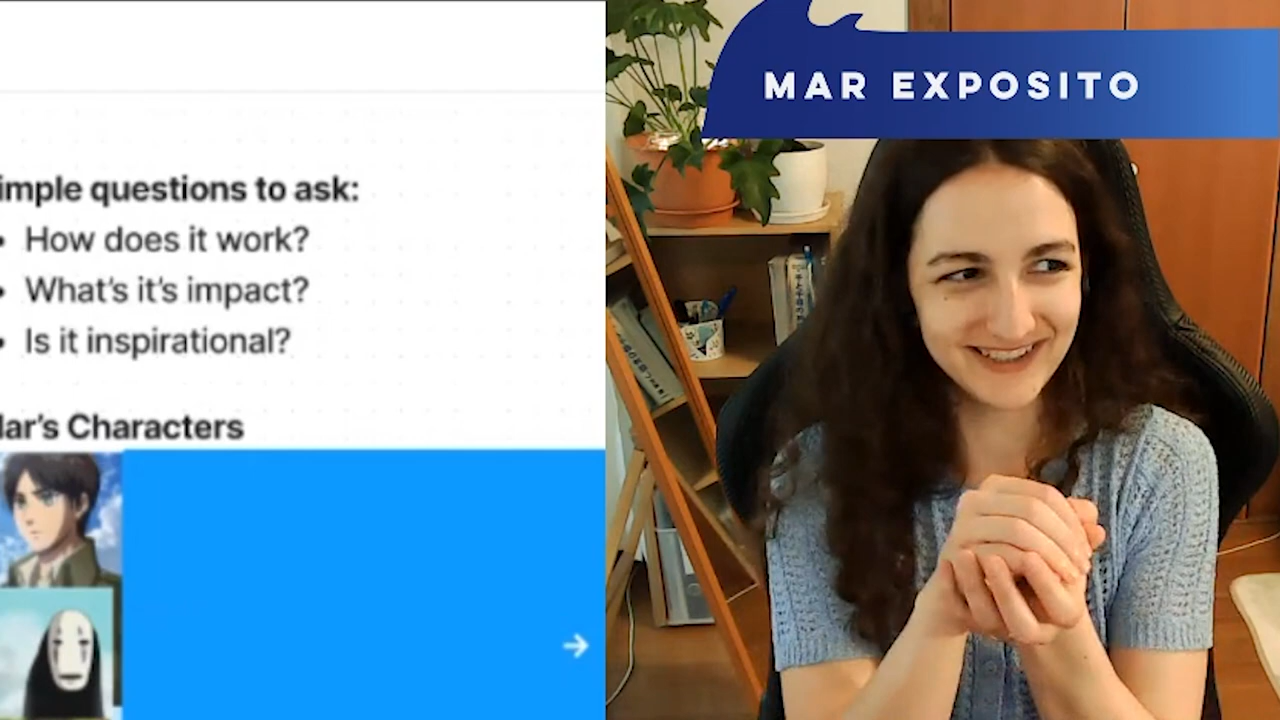 imple questions to ask:
• How does it work?
• What's it's impact?
• Is it inspirational?
lar's Characters
MAR EXPOSITO